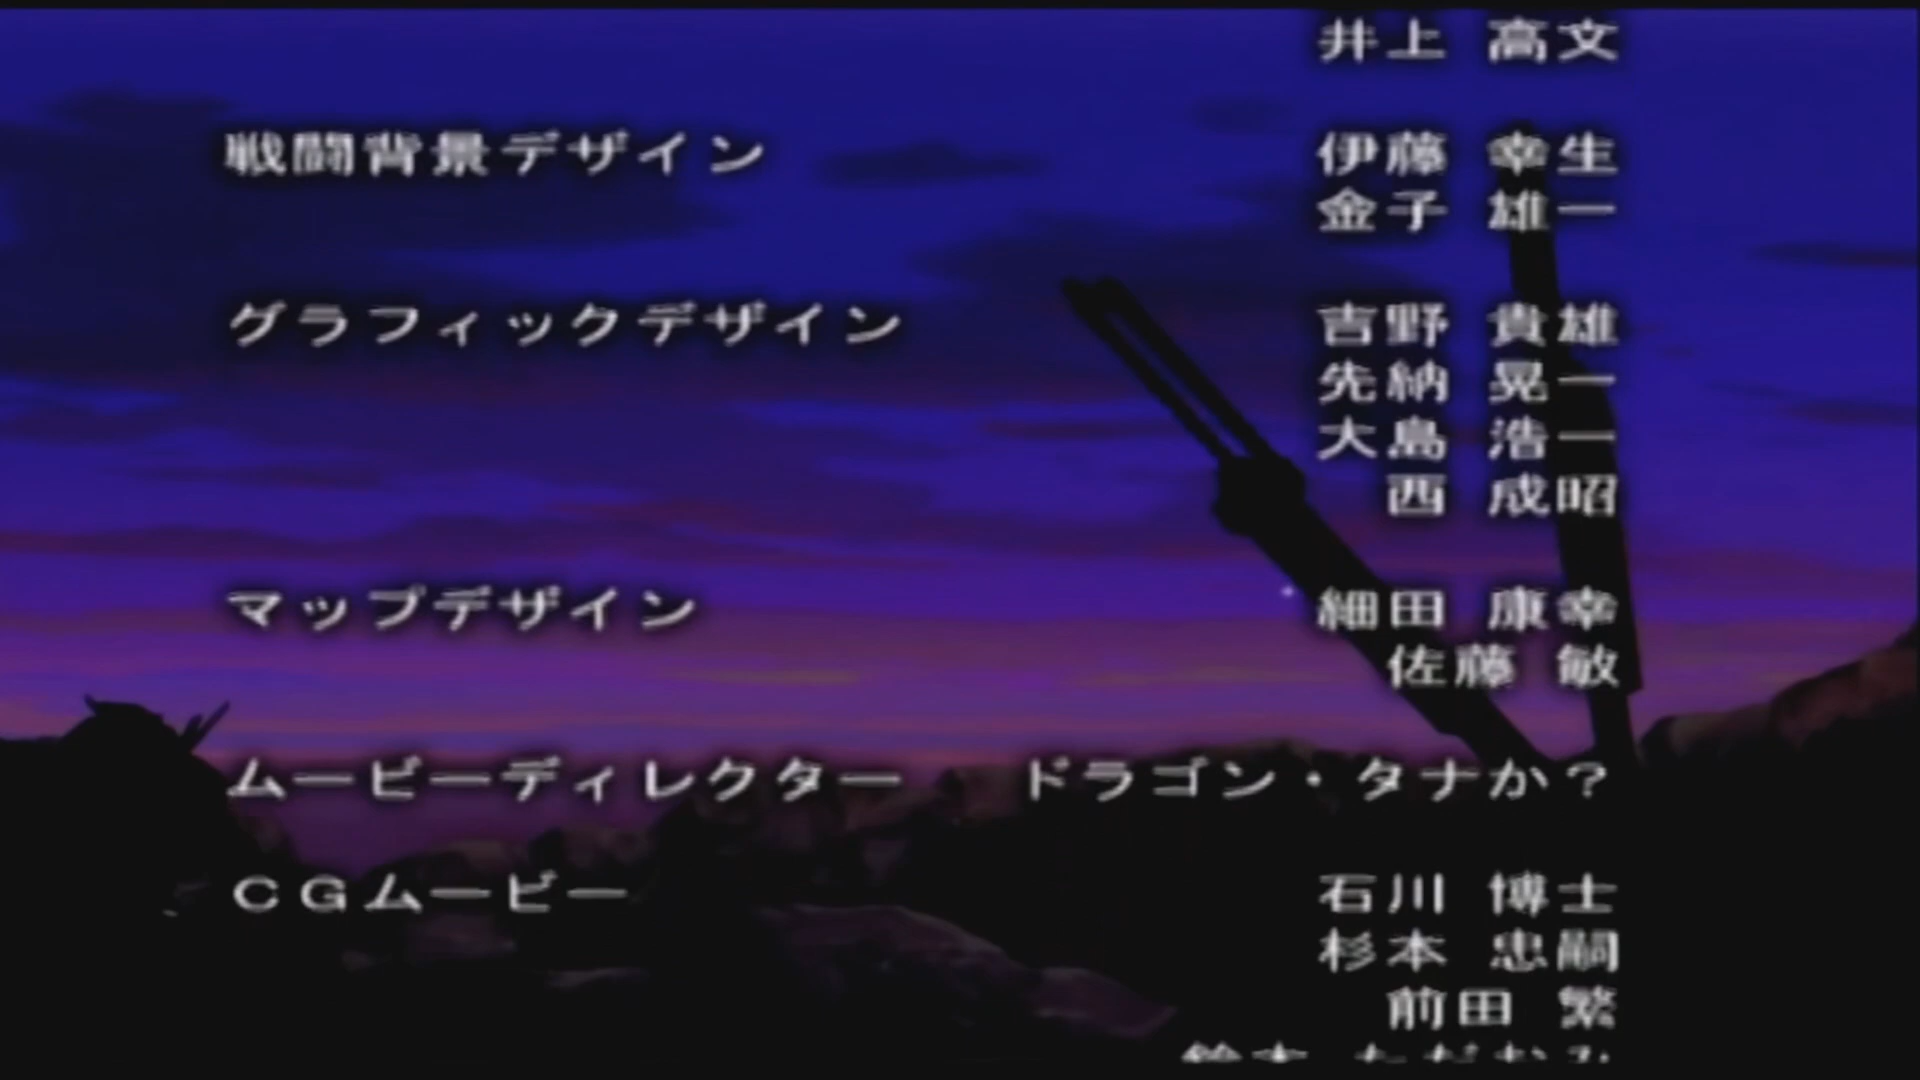 井上 高文
戦闘背景デザイン 伊藤 幸生
金子 雄一
グラフィックデザイン 吉野 貴雄
先納 晃一
大島 浩一
西 成昭
マップデザイン 細田 康幸
佐藤 敏
ムービーディレクター ドラゴン・タナか？
ＣＧムービー 石川 博士
杉本 忠嗣
前田 繁